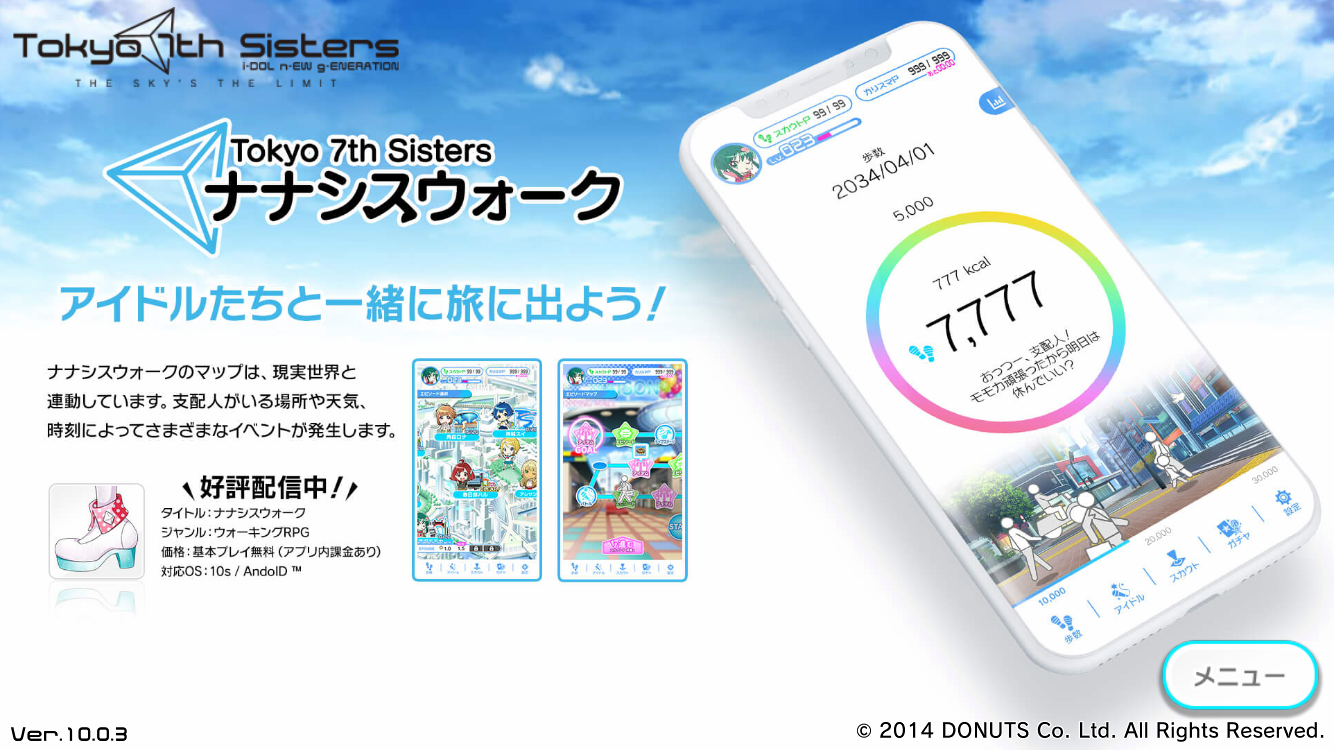 Tokyo 7th Sisters
i-DOL n-EW g-ENERATION
THE SKY'S THE LIMIT
Tokyo 7th Sisters
ナナシスウォーク
アイドルたちと一緒に旅に出よう！
ナナシスウォークのマップは、現実世界と
連動しています。支配人がいる場所や天気、
時刻によってさまざまなイベントが発生します。
好評配信中！
タイトル：ナナシスウォーク
ジャンル：ウォーキングRPG
価格：基本プレイ無料（アプリ内課金あり）
対応OS：10s / AndoID ™
スカウトP 99 / 99
カリスマP 999 / 999
あと00:00
LV 023
歩数
2034/04/01
5,000
777 kcal
7,777
おっつー、支配人！
モモカ頑張ったから明日は
休んでいい？
10,000
20,000
30,000
歩数
アイドル
スカウト
ガチャ
設定
メニュー
Ver.10.0.3
© 2014 DONUTS Co. Ltd. All Rights Reserved.